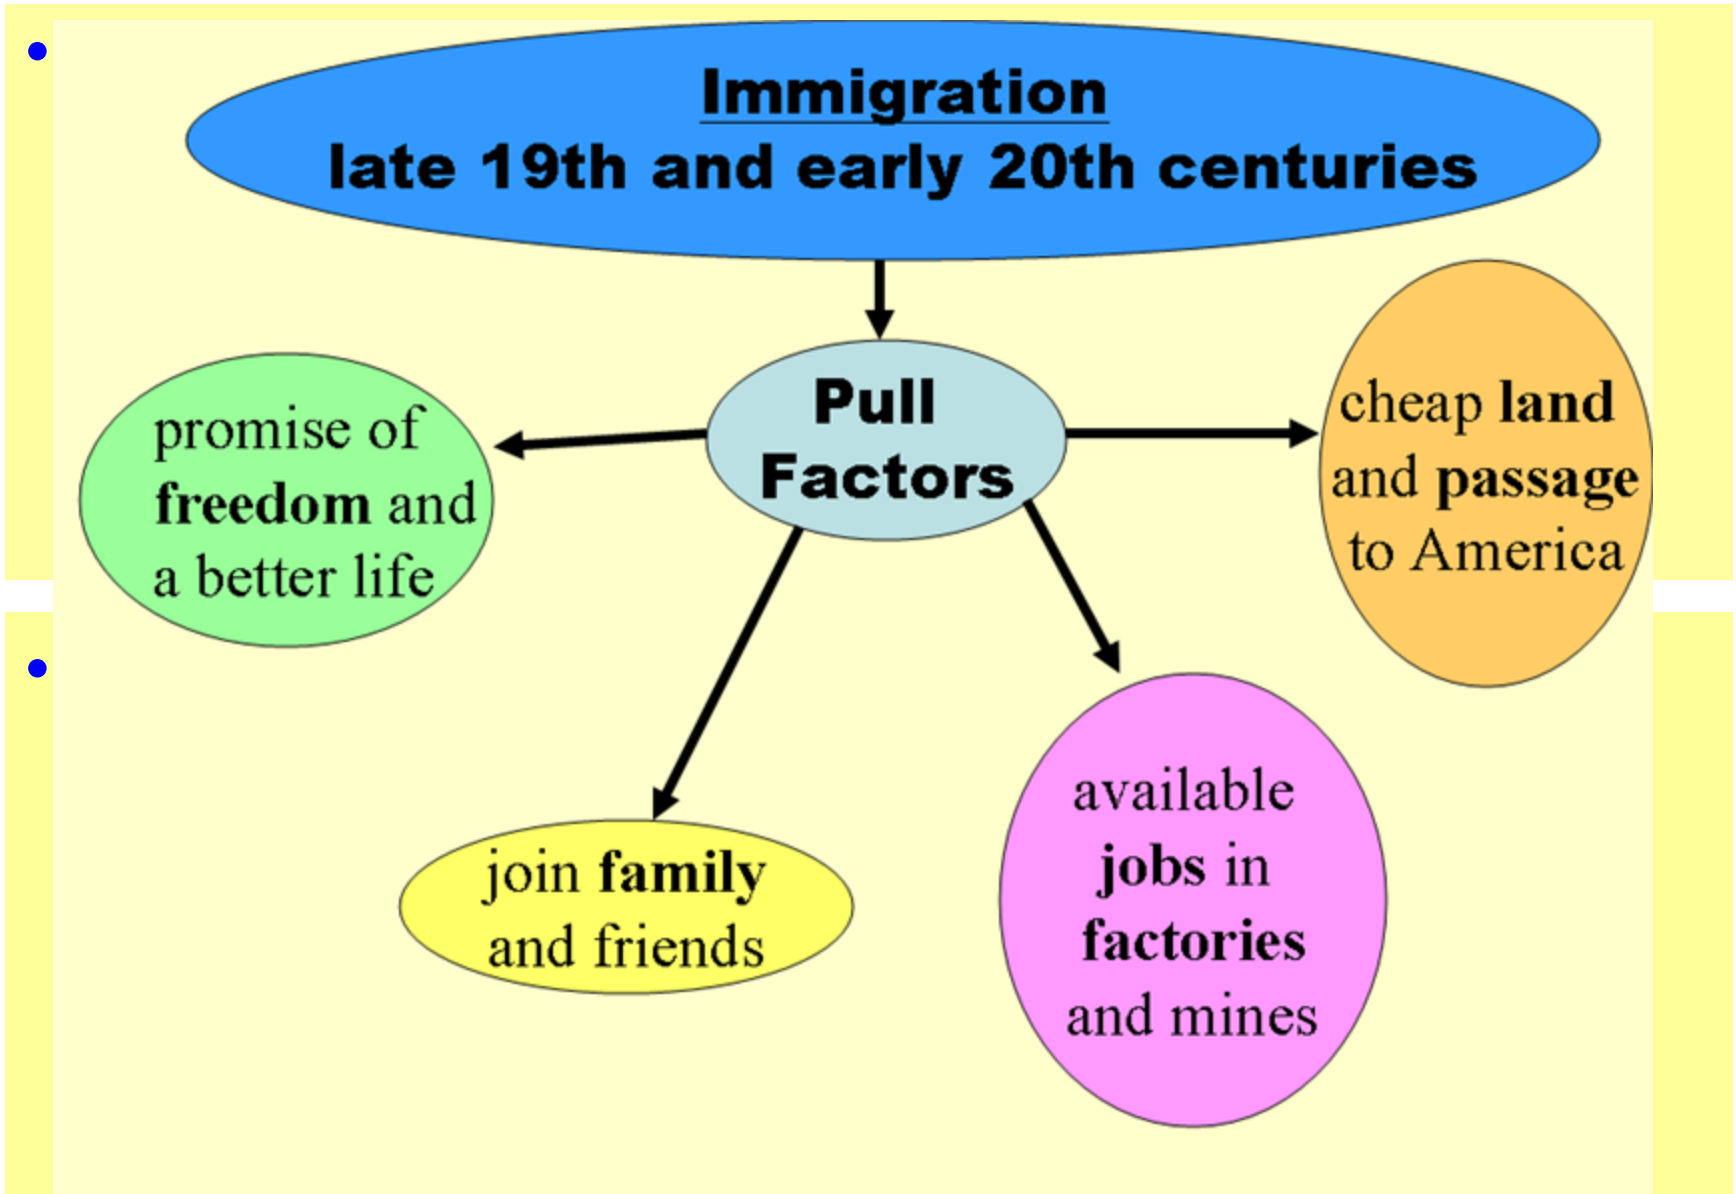 Immigration
late 19th and early 20th centuries
Pull
Factors
promise of
freedom and
a better life
cheap land
and passage
to America
join family
and friends
available
jobs in
factories
and mines